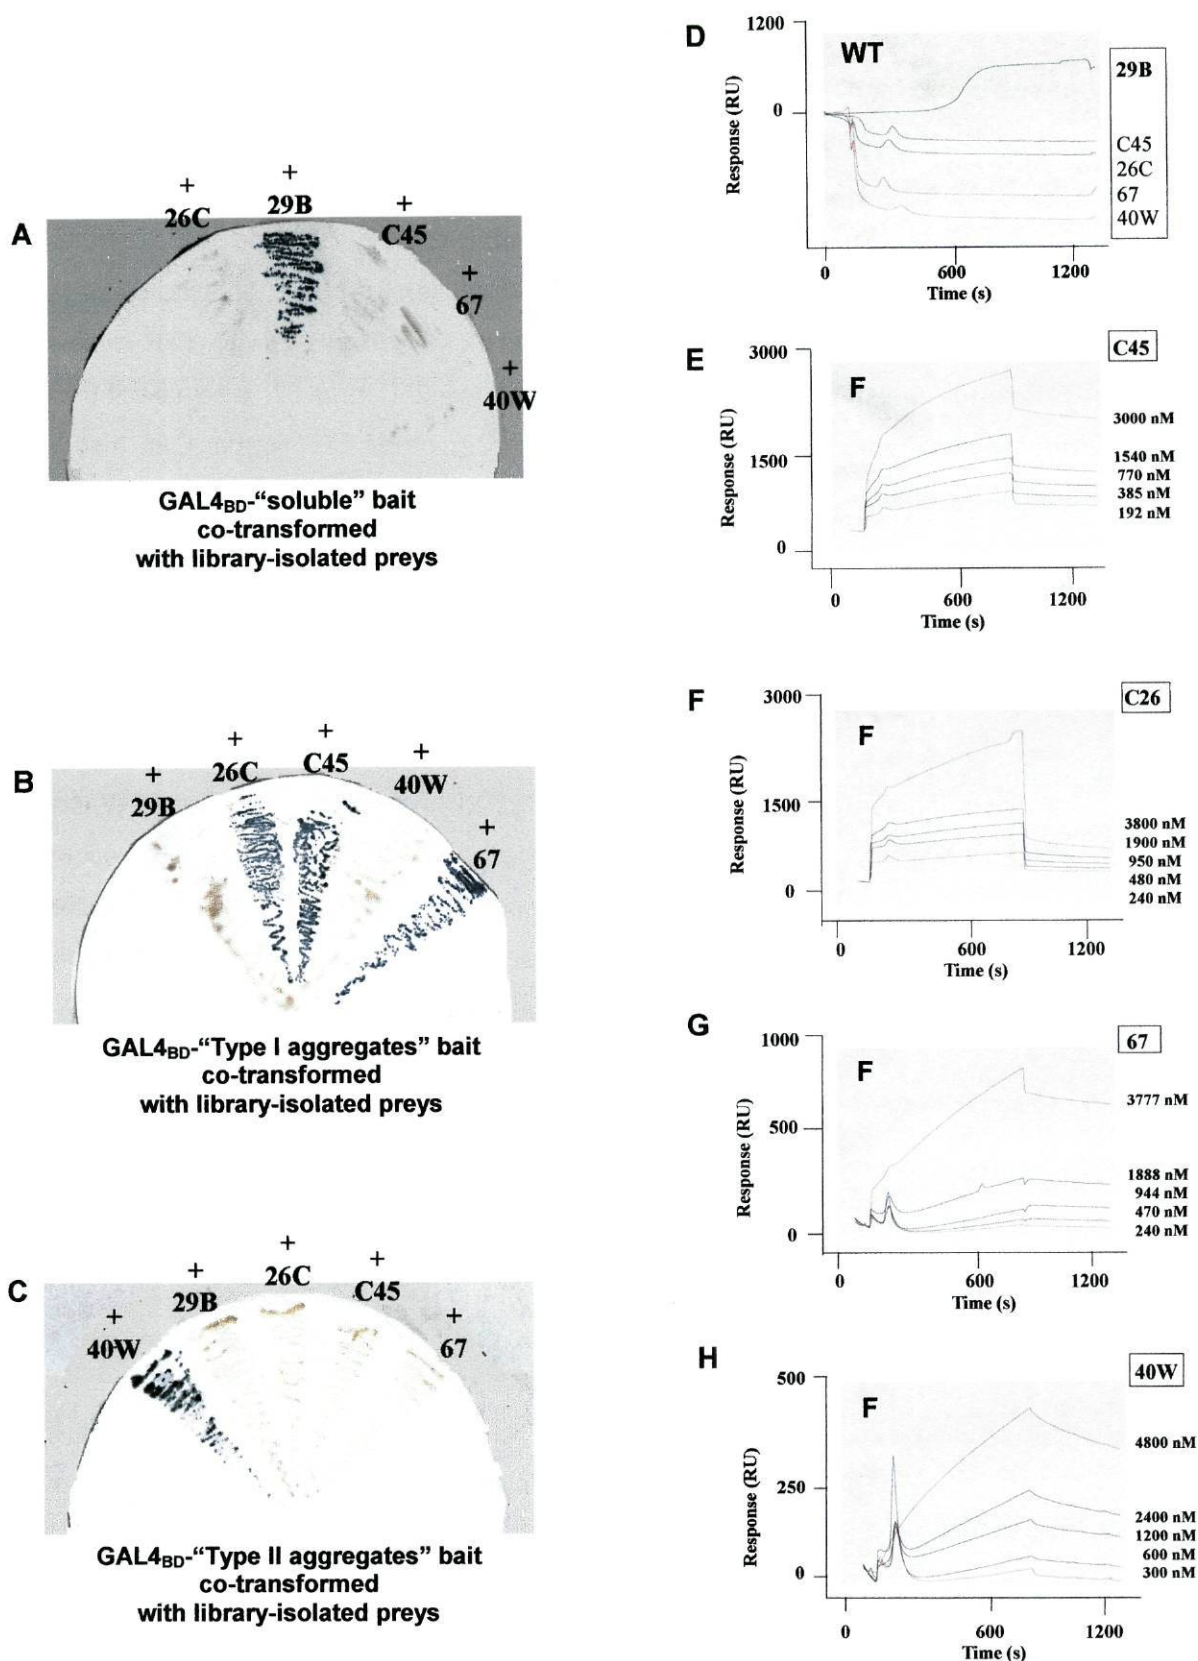 A
+
26C
+
29B
+
C45
+
67
+
40W
GAL4BD-“soluble” bait
co-transformed
with library-isolated preys
B
+
29B
+
26C
+
C45
+
40W
+
67
GAL4BD-“Type I aggregates” bait
co-transformed
with library-isolated preys
C
+
40W
+
29B
+
26C
+
C45
+
67
GAL4BD-“Type II aggregates” bait
co-transformed
with library-isolated preys
D
WT
Response (RU)
1200
0
0
600
1200
Time (s)
29B
C45
26C
67
40W
E
F
C45
Response (RU)
3000
1500
0
0
600
1200
Time (s)
3000 nM
1540 nM
770 nM
385 nM
192 nM
F
F
C26
Response (RU)
3000
1500
0
0
600
1200
Time (s)
3800 nM
1900 nM
950 nM
480 nM
240 nM
G
F
67
Response (RU)
1000
500
0
0
600
1200
Time (s)
3777 nM
1888 nM
944 nM
470 nM
240 nM
H
F
40W
Response (RU)
500
250
0
0
600
1200
Time (s)
4800 nM
2400 nM
1200 nM
600 nM
300 nM